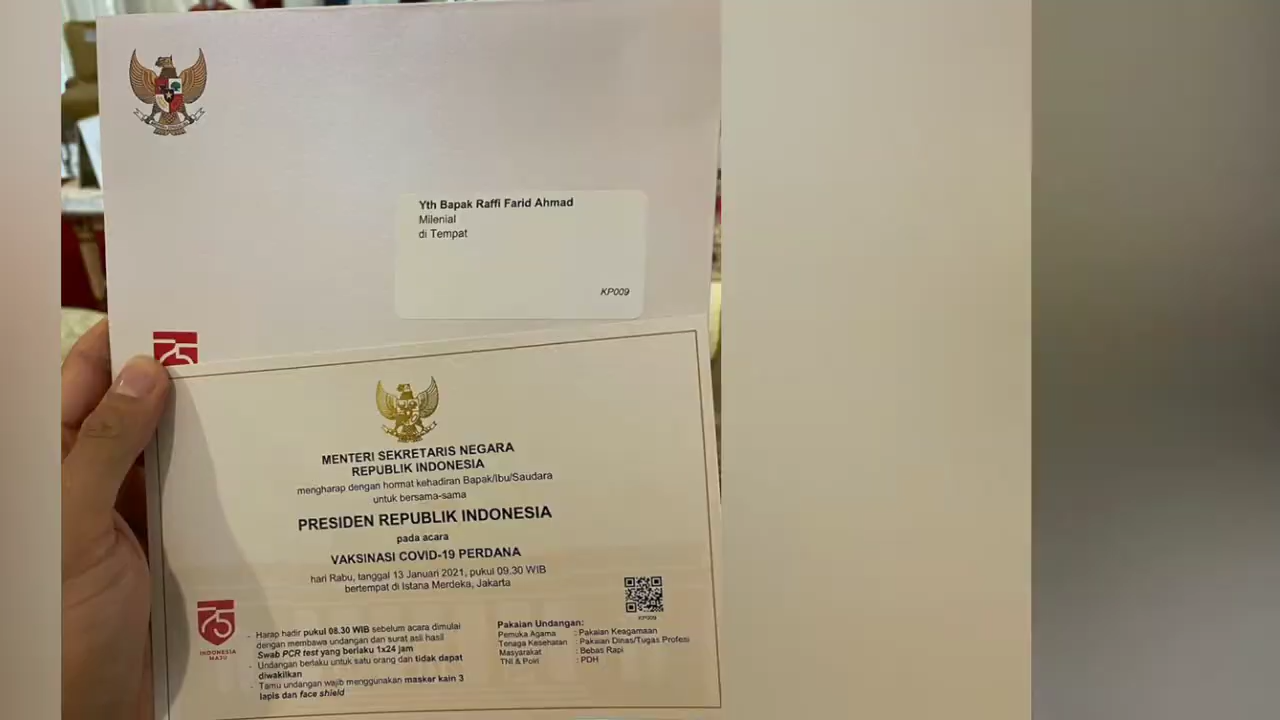 Yth Bapak Raffi Farid Ahmad
Milenial
di Tempat
KP009
75
MENTERI SEKRETARIS NEGARA
REPUBLIK INDONESIA
mengharap dengan hormat kehadiran Bapak/Ibu/Saudara
untuk bersama-sama
PRESIDEN REPUBLIK INDONESIA
pada acara
VAKSINASI COVID-19 PERDANA
hari Rabu, tanggal 13 Januari 2021, pukul 09.30 WIB
bertempat di Istana Merdeka, Jakarta
KP009
75
INDONESIA
MAJU
- Harap hadir pukul 08.30 WIB sebelum acara dimulai
dengan membawa undangan dan surat asli hasil
Swab PCR test yang berlaku 1x24 jam
- Undangan berlaku untuk satu orang dan tidak dapat
diwakilkan
- Tamu undangan wajib menggunakan masker kain 3
lapis dan face shield
Pakaian Undangan:
Pemuka Agama : Pakaian Keagamaan
Tenaga Kesehatan : Pakaian Dinas/Tugas Profesi
Masyarakat : Bebas Rapi
TNI & Polri : PDH